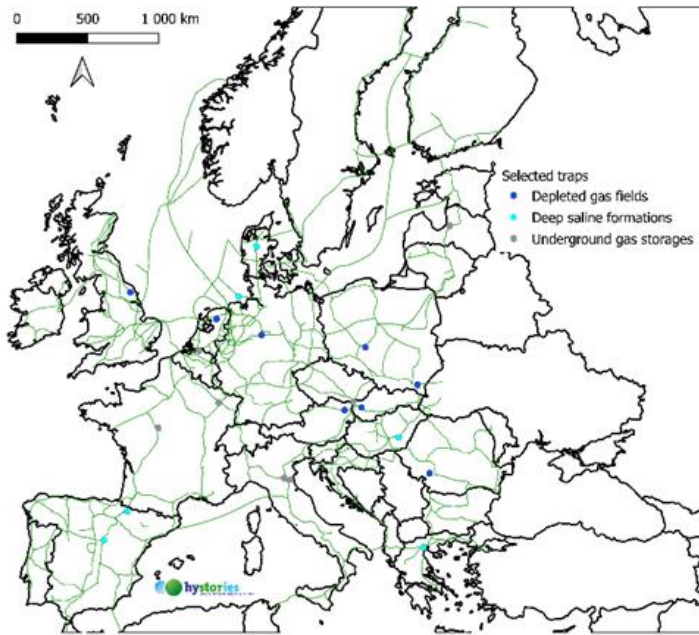 0 500 1 000 km
Selected traps
Depleted gas fields
Deep saline formations
Underground gas storages
hystories